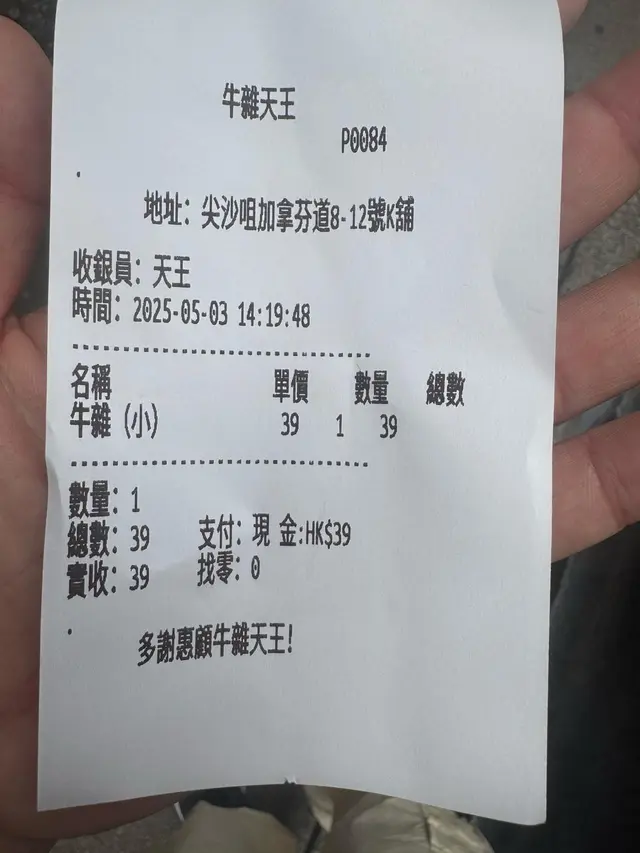 牛雜天王
P0084
.
地址: 尖沙咀加拿芬道8-12號K舖
收銀員: 天王
時間: 2025-05-03 14:19:48
名稱 單價 數量 總數
牛雜 (小) 39 1 39
數量: 1
總數: 39 支付: 現 金:HK$39
實收: 39 找零: 0
.
多謝惠顧牛雜天王!